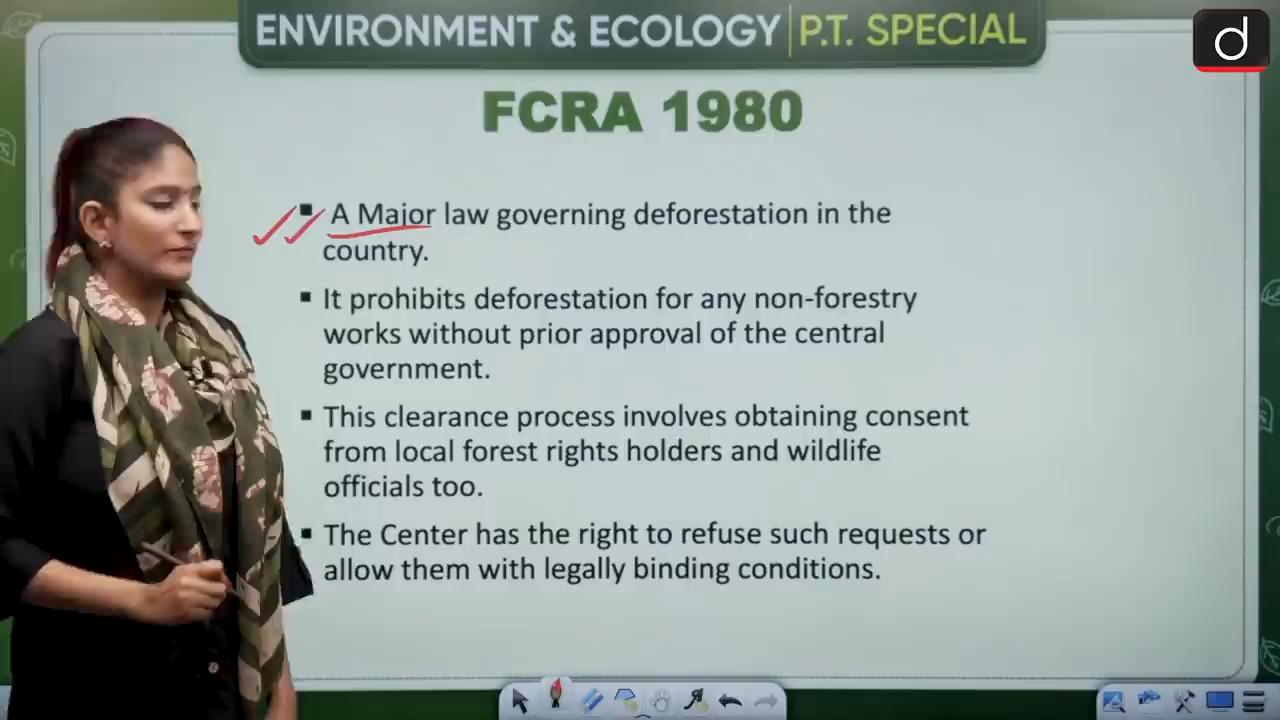 ENVIRONMENT & ECOLOGY | P.T. SPECIAL
d
FCRA 1980
▪ A Major law governing deforestation in the
country.
▪ It prohibits deforestation for any non-forestry
works without prior approval of the central
government.
▪ This clearance process involves obtaining consent
from local forest rights holders and wildlife
officials too.
▪ The Center has the right to refuse such requests or
allow them with legally binding conditions.